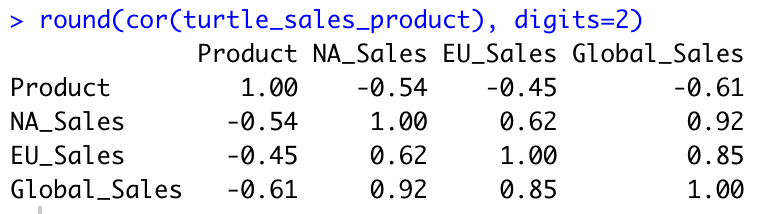 > round(cor(turtle_sales_product), digits=2)
Product NA_Sales EU_Sales Global_Sales
Product 1.00 -0.54 -0.45 -0.61
NA_Sales -0.54 1.00 0.62 0.92
EU_Sales -0.45 0.62 1.00 0.85
Global_Sales -0.61 0.92 0.85 1.00